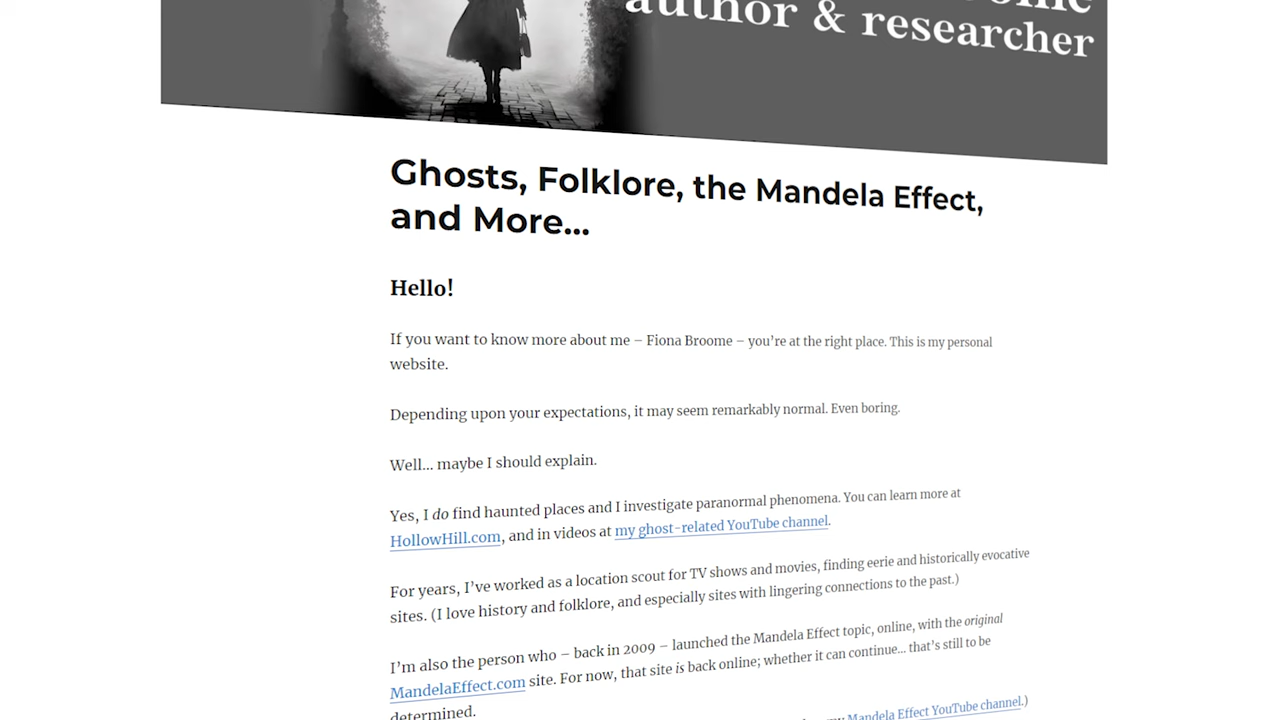 author & researcher
Ghosts, Folklore, the Mandela Effect,
and More...
Hello!
If you want to know more about me – Fiona Broome – you're at the right place. This is my personal
website.
Depending upon your expectations, it may seem remarkably normal. Even boring.
Well... maybe I should explain.
Yes, I do find haunted places and I investigate paranormal phenomena. You can learn more at
HollowHill.com, and in videos at my ghost-related YouTube channel.
For years, I've worked as a location scout for TV shows and movies, finding eerie and historically evocative
sites. (I love history and folklore, and especially sites with lingering connections to the past.)
I'm also the person who – back in 2009 – launched the Mandela Effect topic, online, with the original
MandelaEffect.com site. For now, that site is back online; whether it can continue... that's still to be
determined.
Mandela Effect YouTube channel.)